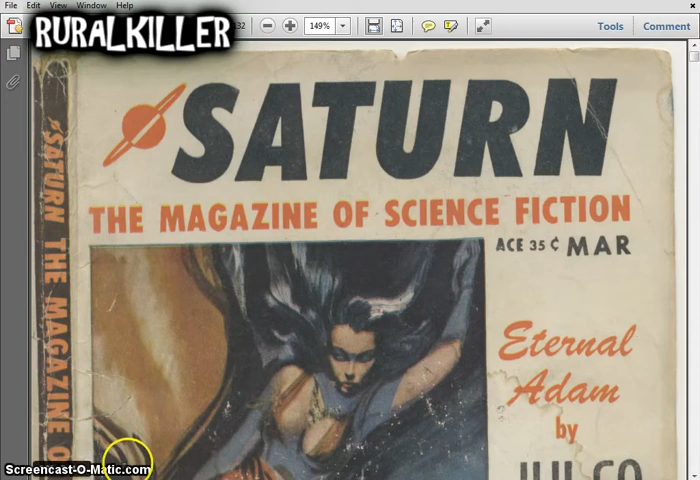 File Edit View Window Help
RURALKILLER
32
149%
Tools
Comment
SATURN
THE MAGAZINE OF SCIENCE FICTION
ACE 35¢ MAR
Eternal
Adam
by
SATURN THE MAGAZINE O
Screencast-O-Matic.com